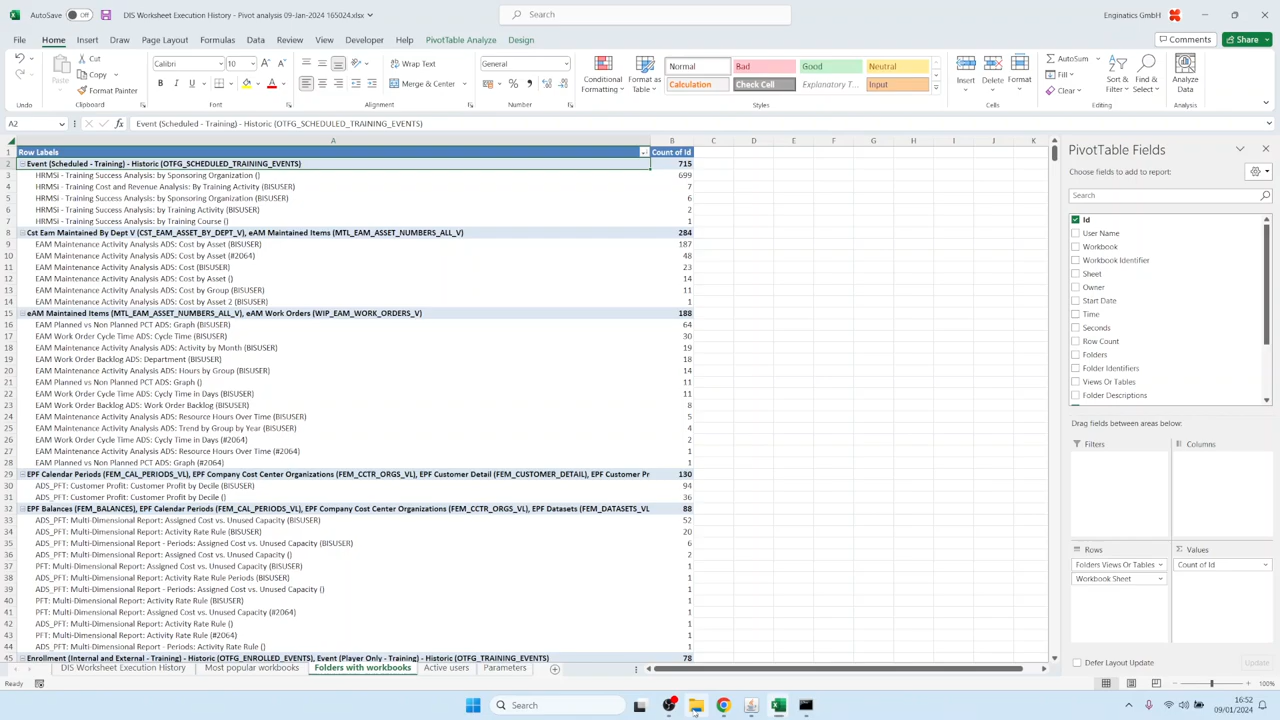 AutoSave Off DIS Worksheet Execution History - Pivot analysis 09-Jan-2024 165024.xlsx Search Enginatics GmbH
File Home Insert Draw Page Layout Formulas Data Review View Developer Help PivotTable Analyze Design Comments Share
Undo
Paste Cut Copy Format Painter Clipboard
Calibri 10 B I U Font
Wrap Text Merge & Center Alignment
General Number
Conditional Formatting Format as Table
Normal Bad Good Neutral
Calculation Check Cell Explanatory T... Input
Styles
Insert Delete Format Cells
AutoSum Fill Clear Sort & Filter Find & Select Editing
Analyze Data Analysis
A2 Event (Scheduled - Training) - Historic (OTFG_SCHEDULED_TRAINING_EVENTS)
A B C D E F G H I J K
1 Row Labels Count of Id
2 Event (Scheduled - Training) - Historic (OTFG_SCHEDULED_TRAINING_EVENTS) 715
3 HRMSi - Training Success Analysis: by Sponsoring Organization () 699
4 HRMSi - Training Cost and Revenue Analysis: By Training Activity (BISUSER) 7
5 HRMSi - Training Success Analysis: by Sponsoring Organization (BISUSER) 6
6 HRMSi - Training Success Analysis: by Training Activity (BISUSER) 2
7 HRMSi - Training Success Analysis: by Training Course () 1
8 Cst Eam Maintained By Dept V (CST_EAM_ASSET_BY_DEPT_V), eAM Maintained Items (MTL_EAM_ASSET_NUMBERS_ALL_V) 284
9 EAM Maintenance Activity Analysis ADS: Cost by Asset (BISUSER) 187
10 EAM Maintenance Activity Analysis ADS: Cost by Asset (#2064) 48
11 EAM Maintenance Activity Analysis ADS: Cost (BISUSER) 23
12 EAM Maintenance Activity Analysis ADS: Cost by Asset () 14
13 EAM Maintenance Activity Analysis ADS: Cost by Group (BISUSER) 11
14 EAM Maintenance Activity Analysis ADS: Cost by Asset 2 (BISUSER) 1
15 eAM Maintained Items (MTL_EAM_ASSET_NUMBERS_ALL_V), eAM Work Orders (WIP_EAM_WORK_ORDERS_V) 188
16 EAM Planned vs Non Planned PCT ADS: Graph (BISUSER) 64
17 EAM Work Order Cycle Time ADS: Cycle Time (BISUSER) 30
18 EAM Maintenance Activity Analysis ADS: Activity by Month (BISUSER) 19
19 EAM Work Order Backlog ADS: Department (BISUSER) 18
20 EAM Maintenance Activity Analysis ADS: Hours by Group (BISUSER) 14
21 EAM Planned vs Non Planned PCT ADS: Graph () 11
22 EAM Work Order Cycle Time ADS: Cycly Time in Days (BISUSER) 11
23 EAM Work Order Backlog ADS: Work Order Backlog (BISUSER) 8
24 EAM Maintenance Activity Analysis ADS: Resource Hours Over Time (BISUSER) 5
25 EAM Maintenance Activity Analysis ADS: Trend by Group by Year (BISUSER) 4
26 EAM Work Order Cycle Time ADS: Cycly Time in Days (#2064) 2
27 EAM Maintenance Activity Analysis ADS: Resource Hours Over Time (#2064) 1
28 EAM Planned vs Non Planned PCT ADS: Graph (#2064) 1
29 EPF Calendar Periods (FEM_CAL_PERIODS_VL), EPF Company Cost Center Organizations (FEM_CCTR_ORGS_VL), EPF Customer Detail (FEM_CUSTOMER_DETAIL), EPF Customer Pr 130
30 ADS_PFT: Customer Profit: Customer Profit by Decile (BISUSER) 94
31 ADS_PFT: Customer Profit: Customer Profit by Decile () 36
32 EPF Balances (FEM_BALANCES), EPF Calendar Periods (FEM_CAL_PERIODS_VL), EPF Company Cost Center Organizations (FEM_CCTR_ORGS_VL), EPF Datasets (FEM_DATASETS_VL 88
33 ADS_PFT: Multi-Dimensional Report: Assigned Cost vs. Unused Capacity (BISUSER) 52
34 ADS_PFT: Multi-Dimensional Report: Activity Rate Rule (BISUSER) 20
35 ADS_PFT: Multi-Dimensional Report - Periods: Assigned Cost vs. Unused Capacity (BISUSER) 6
36 ADS_PFT: Multi-Dimensional Report: Assigned Cost vs. Unused Capacity () 2
37 PFT: Multi-Dimensional Report: Assigned Cost vs. Unused Capacity (BISUSER) 1
38 ADS_PFT: Multi-Dimensional Report: Activity Rate Rule Periods (BISUSER) 1
39 ADS_PFT: Multi-Dimensional Report - Periods: Assigned Cost vs. Unused Capacity () 1
40 PFT: Multi-Dimensional Report: Activity Rate Rule (BISUSER) 1
41 ADS_PFT: Multi-Dimensional Report: Assigned Cost vs. Unused Capacity (#2064) 1
42 ADS_PFT: Multi-Dimensional Report: Activity Rate Rule () 1
43 PFT: Multi-Dimensional Report: Activity Rate Rule (#2064) 1
44 ADS_PFT: Multi-Dimensional Report - Periods: Activity Rate Rule () 1
45 Enrollment (Internal and External - Training) - Historic (OTFG_ENROLLED_EVENTS), Event (Player Only - Training) - Historic (OTFG_TRAINING_EVENTS) 78
DIS Worksheet Execution History Most popular workbooks Folders with workbooks Active users Parameters
PivotTable Fields
Choose fields to add to report:
Search
Id
User Name
Workbook
Workbook Identifier
Sheet
Owner
Start Date
Time
Seconds
Row Count
Folders
Folder Identifiers
Views Or Tables
Folder Descriptions
Drag fields between areas below:
Filters Columns
Rows Values
Folders Views Or Tables Count of Id
Workbook Sheet
Defer Layout Update Update
Ready 100%
Search
16:52
09/01/2024